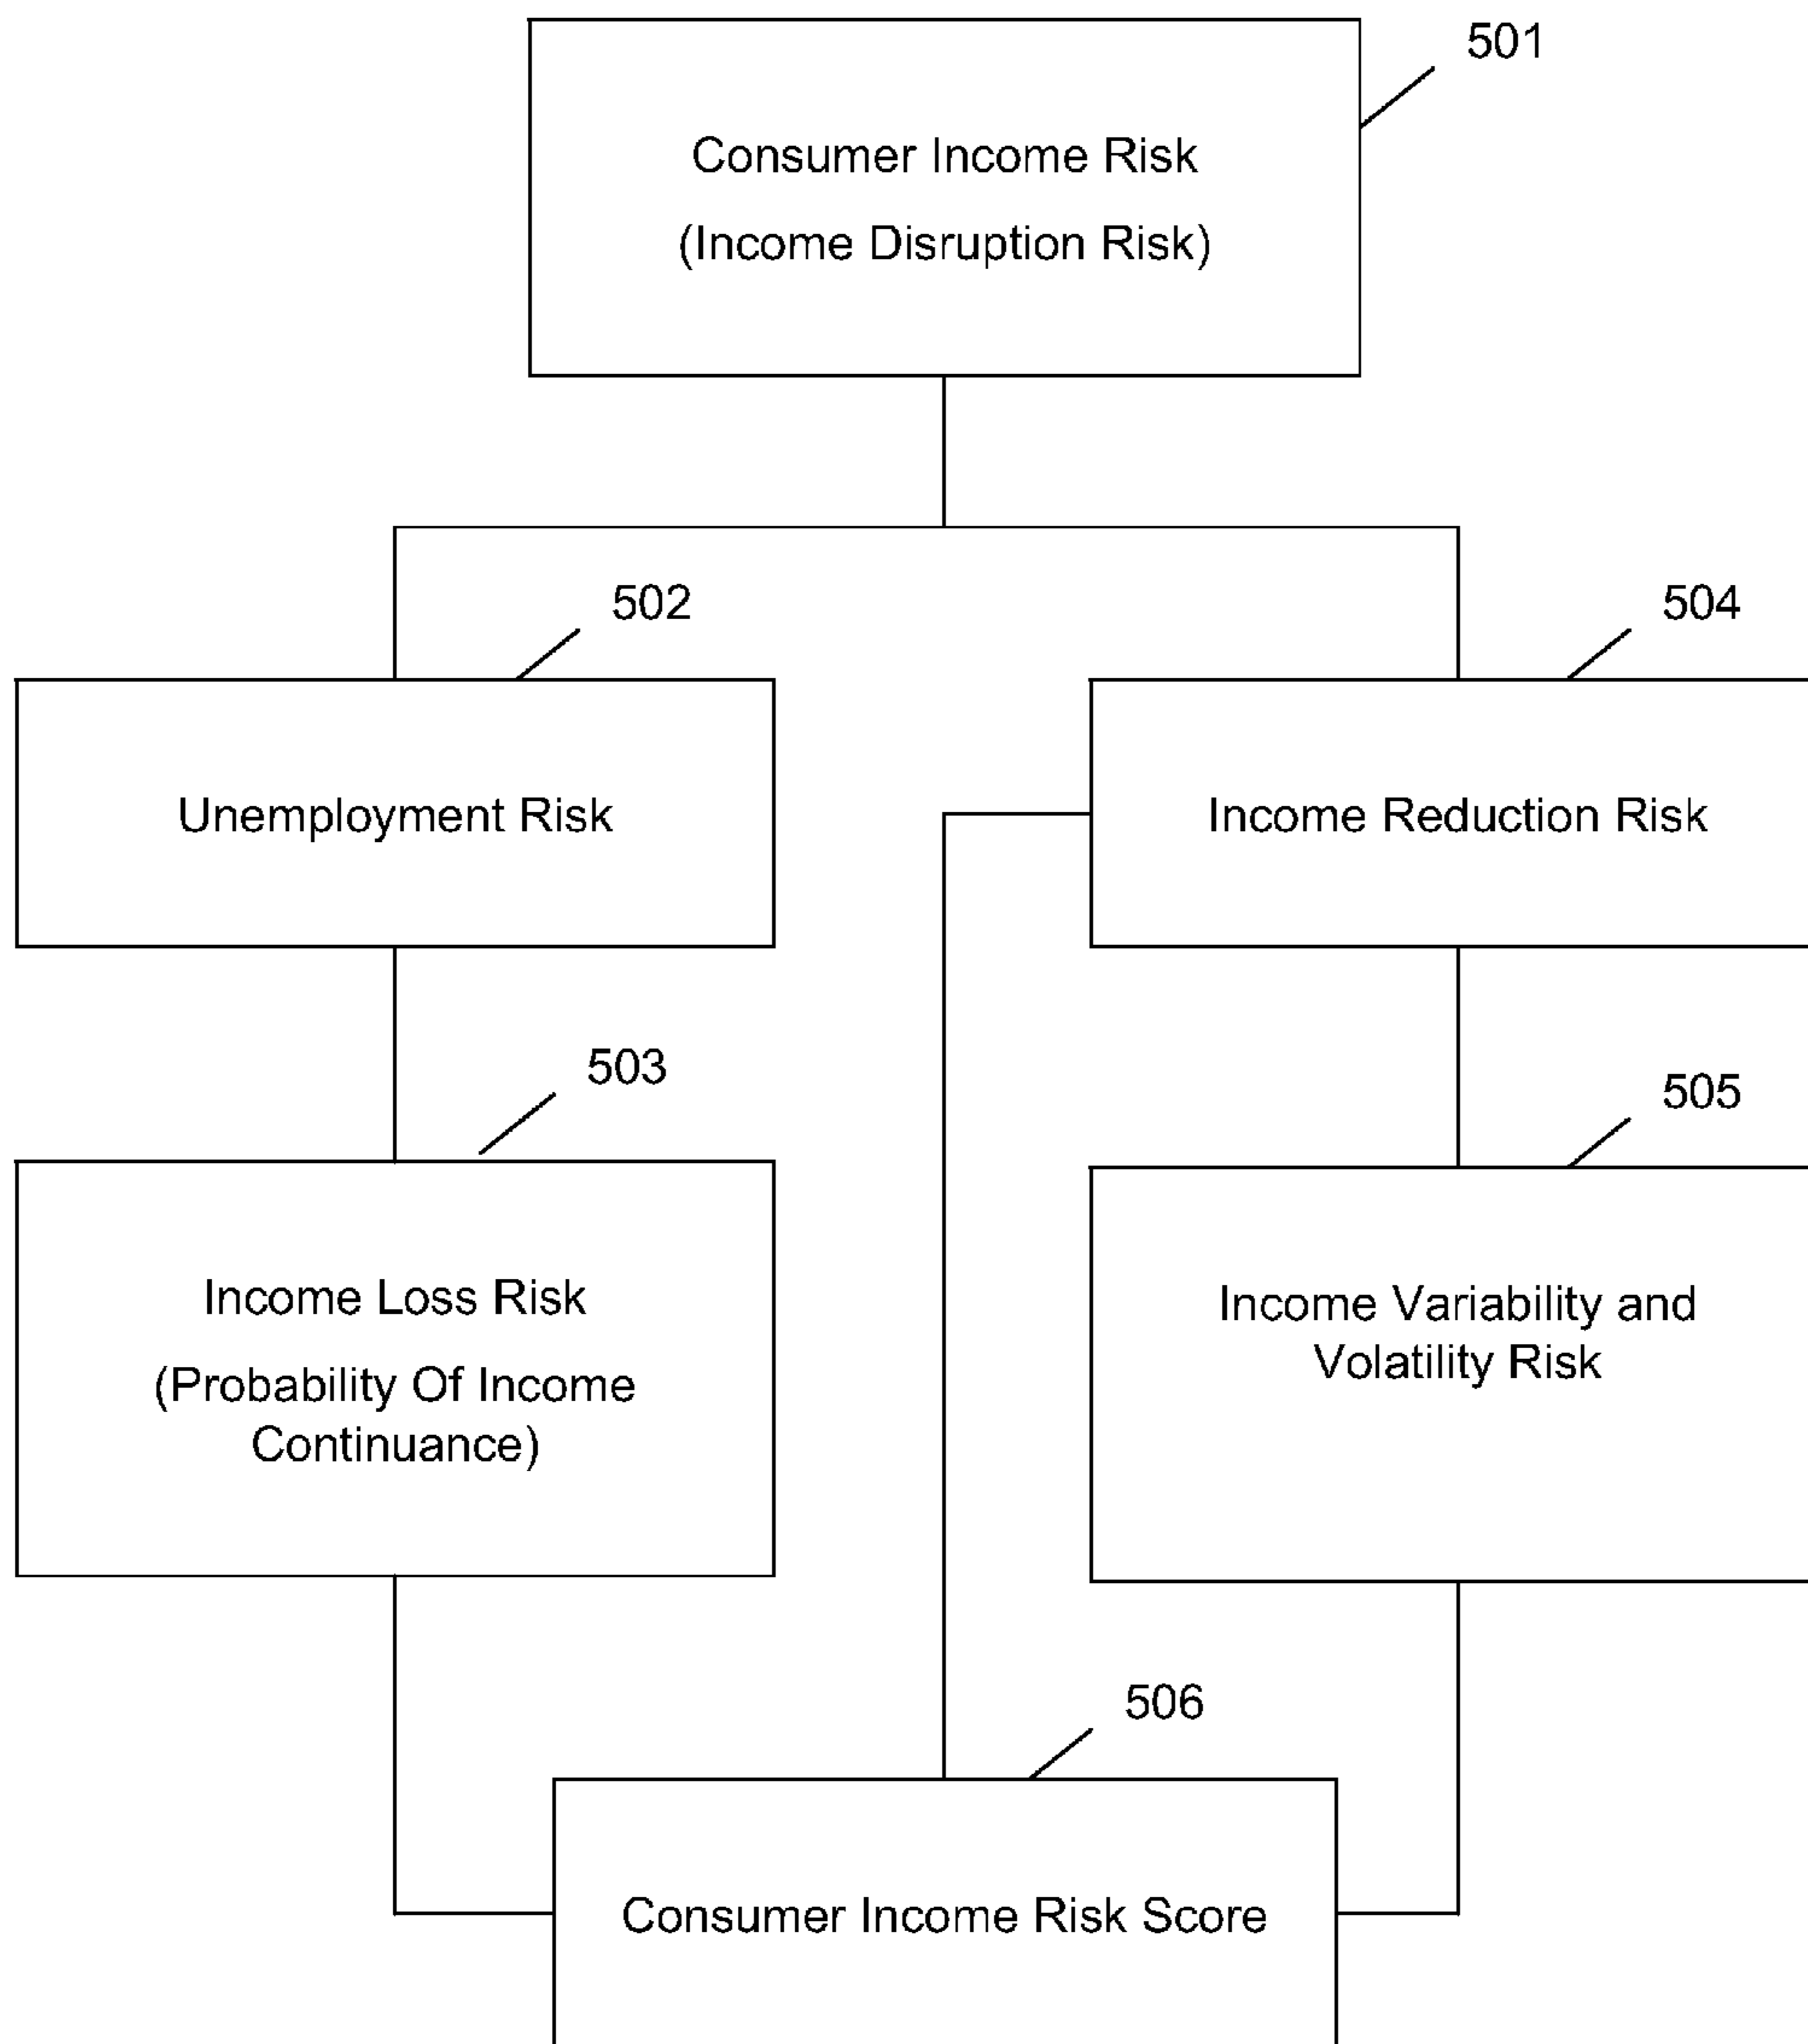 501
Consumer Income Risk
(Income Disruption Risk)
502
504
Unemployment Risk
Income Reduction Risk
503
505
Income Loss Risk
(Probability Of Income
Continuance)
Income Variability and
Volatility Risk
506
Consumer Income Risk Score